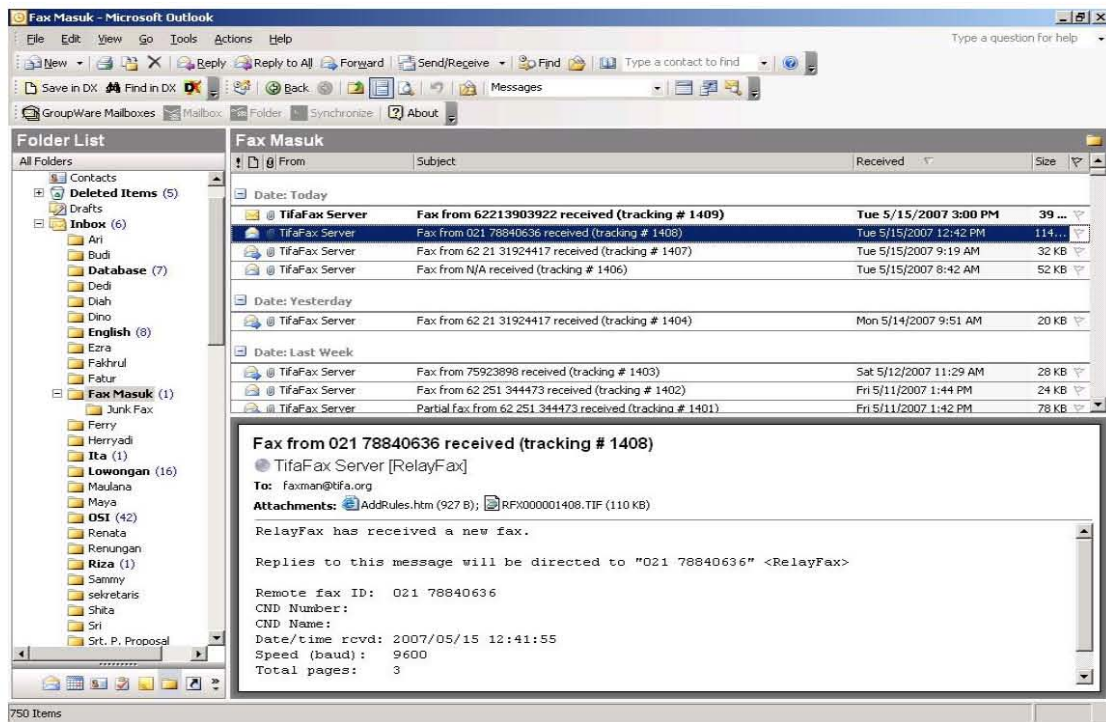 Fax Masuk - Microsoft Outlook
File Edit View Go Tools Actions Help Type a question for help
New Reply Reply to All Forward Send/Receive Find Type a contact to find
Save in DX Find in DX Back Messages
GroupWare Mailboxes Mailbox Folder Synchronize About
Folder List
All Folders
Contacts
Deleted Items (5)
Drafts
Inbox (6)
Ari
Budi
Database (7)
Dedi
Diah
Dino
English (8)
Ezra
Fakhrul
Fatur
Fax Masuk (1)
Junk Fax
Ferry
Herryadi
Ita (1)
Lowongan (16)
Maulana
Maya
OSI (42)
Renata
Renungan
Riza (1)
Sammy
sekretaris
Shita
Sri
Srt. P. Proposal
Fax Masuk
! From Subject Received Size
Date: Today
TifaFax Server Fax from 62213903922 received (tracking # 1409) Tue 5/15/2007 3:00 PM 39 ...
TifaFax Server Fax from 021 78840636 received (tracking # 1408) Tue 5/15/2007 12:42 PM 114...
TifaFax Server Fax from 62 21 31924417 received (tracking # 1407) Tue 5/15/2007 9:19 AM 32 KB
TifaFax Server Fax from N/A received (tracking # 1406) Tue 5/15/2007 8:42 AM 52 KB
Date: Yesterday
TifaFax Server Fax from 62 21 31924417 received (tracking # 1404) Mon 5/14/2007 9:51 AM 20 KB
Date: Last Week
TifaFax Server Fax from 75923898 received (tracking # 1403) Sat 5/12/2007 11:29 AM 28 KB
TifaFax Server Fax from 62 251 344473 received (tracking # 1402) Fri 5/11/2007 1:44 PM 24 KB
TifaFax Server Partial fax from 62 251 344473 received (tracking # 1401) Fri 5/11/2007 1:42 PM 78 KB
Fax from 021 78840636 received (tracking # 1408)
TifaFax Server [RelayFax]
To: faxman@tifa.org
Attachments: AddRules.htm (927 B); RFX000001408.TIF (110 KB)
RelayFax has received a new fax.
Replies to this message will be directed to "021 78840636" <RelayFax>
Remote fax ID: 021 78840636
CND Number:
CND Name:
Date/time rcvd: 2007/05/15 12:41:55
Speed (baud): 9600
Total pages: 3
750 Items